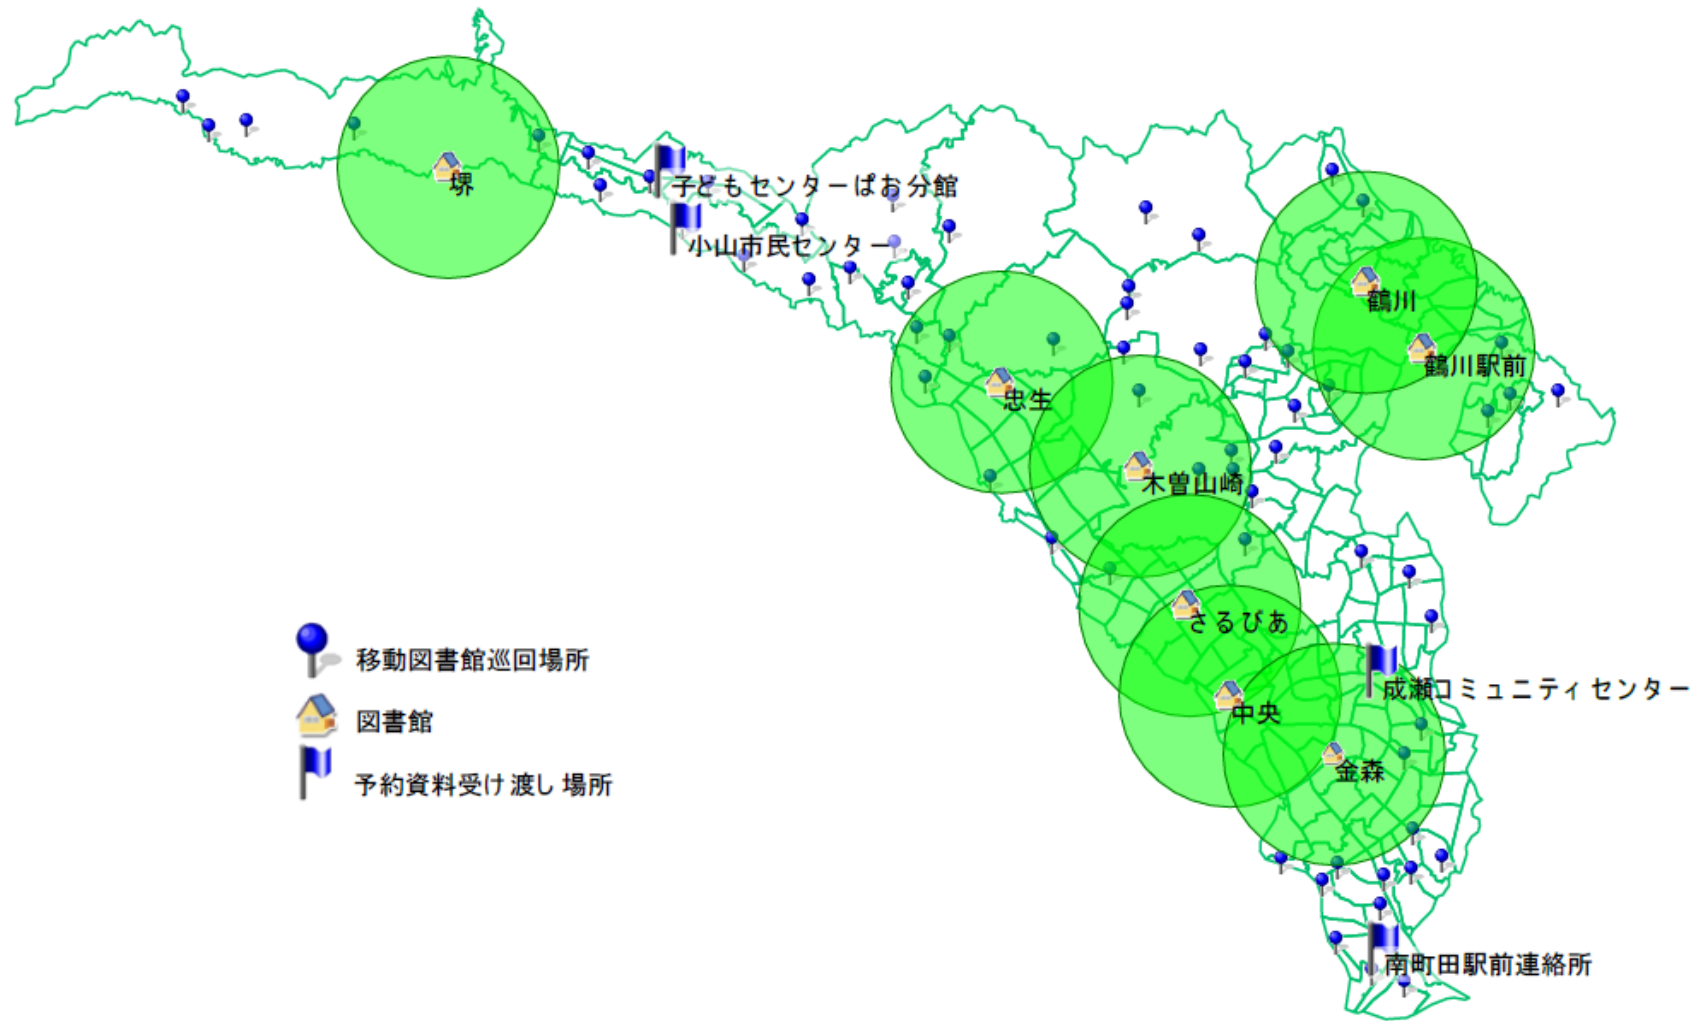 堺
子どもセンターぱお分館
小山市民センター
鶴川
鶴川駅前
忠生
木曽山崎
さるびあ
移動図書館巡回場所
成瀬コミュニティセンター
中央
図書館
金森
予約資料受け渡し場所
南町田駅前連絡所